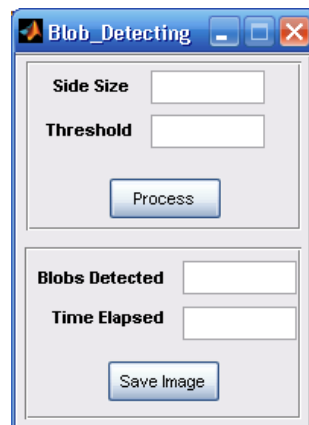 Blob_Detecting
Side Size
Threshold
Process
Blobs Detected
Time Elapsed
Save Image